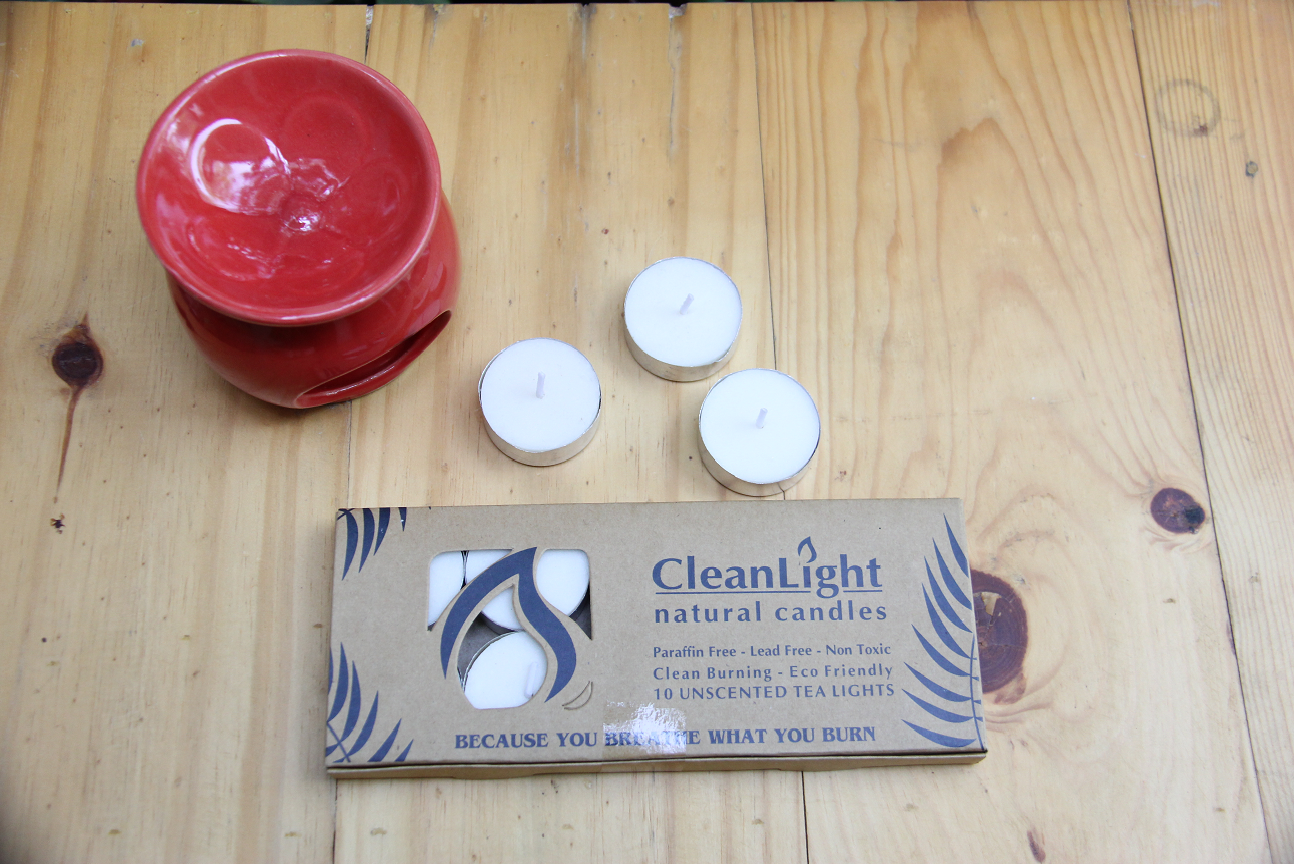 CleanLight
natural candles
Paraffin Free - Lead Free - Non Toxic
Clean Burning - Eco Friendly
10 UNSCENTED TEA LIGHTS
BECAUSE YOU BREATHE WHAT YOU BURN